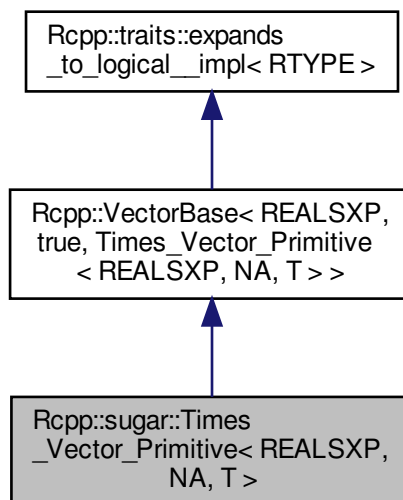 Rcpp::traits::expands
_to_logical__impl< RTYPE >
Rcpp::VectorBase< REALSXP,
true, Times_Vector_Primitive
< REALSXP, NA, T > >
Rcpp::sugar::Times
_Vector_Primitive< REALSXP,
NA, T >